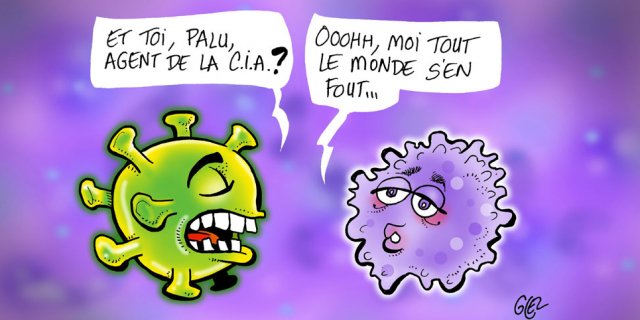 ET TOI, PALU,
AGENT DE LA C.I.A.?
OOOHH, MOI TOUT
LE MONDE S'EN
FOUT...
GLEZ